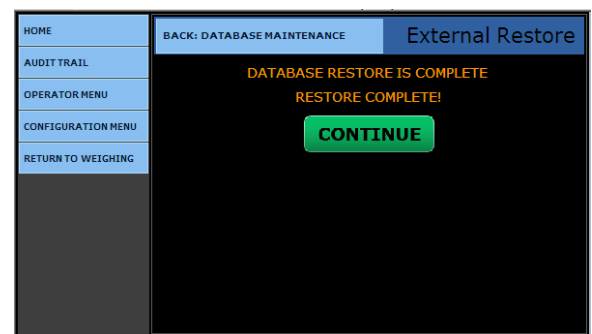 HOME
AUDIT TRAIL
OPERATOR MENU
CONFIGURATION MENU
RETURN TO WEIGHING
BACK: DATABASE MAINTENANCE
External Restore
DATABASE RESTORE IS COMPLETE
RESTORE COMPLETE!
CONTINUE